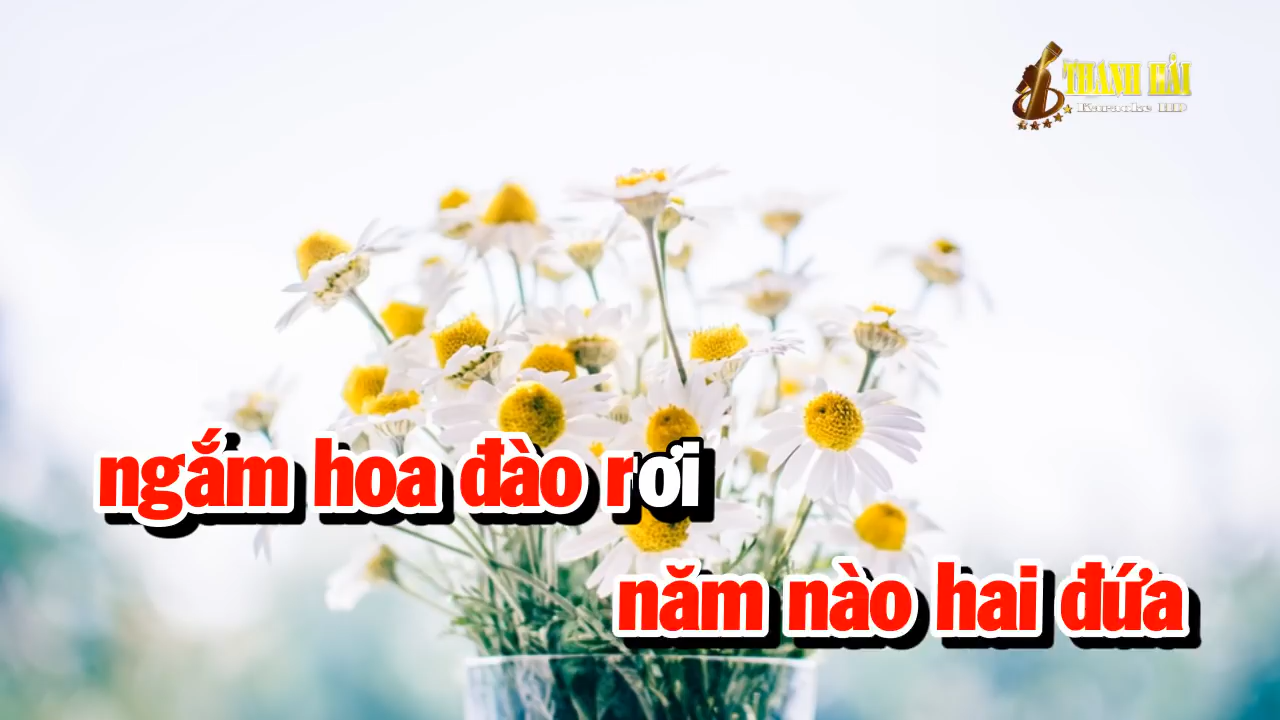 THANH HẢI
Karaoke HD
ngắm hoa đào rơi
năm nào hai đứa